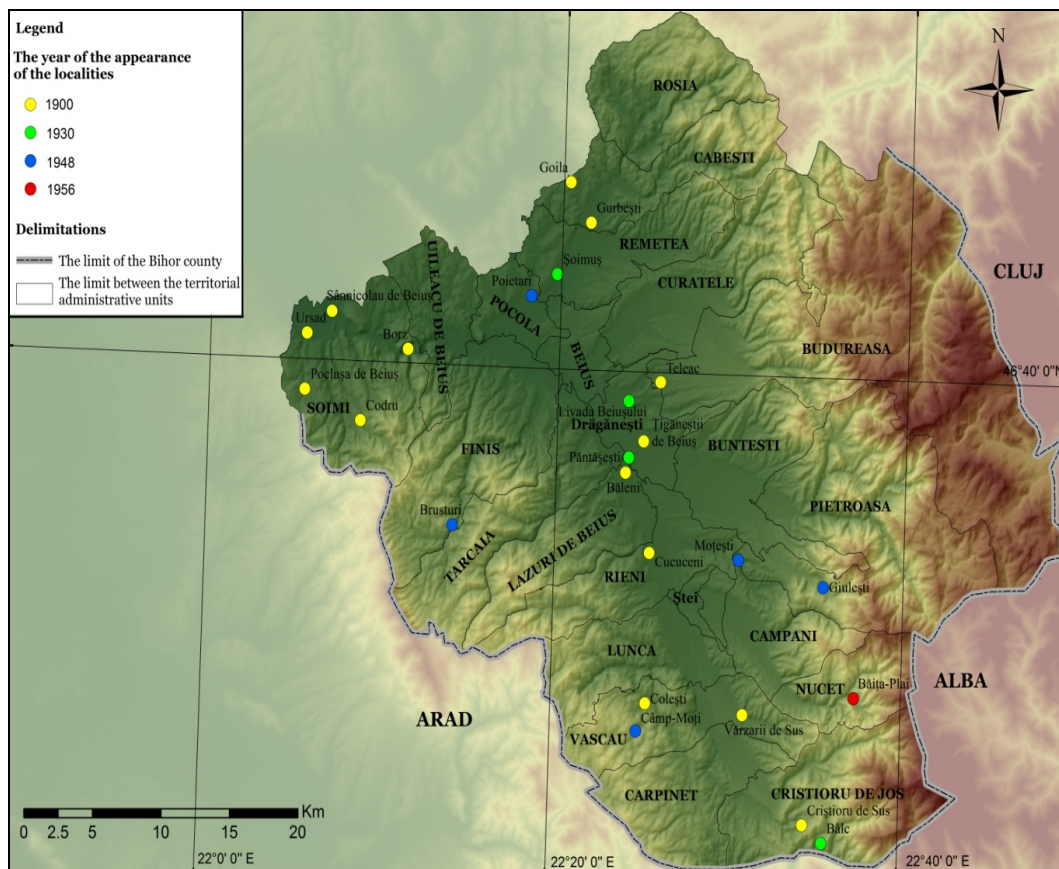 Legend
The year of the appearance
of the localities
1900
1930
1948
1956
Delimitations
The limit of the Bihor county
The limit between the territorial
administrative units
N
ROSIA
CABESTI
Goila
Gurbești
REMETEA
Șoimuș
CURATELE
CLUJ
Poietari
POCOLA
UILEACU DE BEIUS
Sânnicolau de Beiuș
Ursad
Borz
BEIUS
BUDUREASA
Teleac
46°40' 0"N
Poclușa de Beiuș
SOIMI
Codru
Livada Beiușului
Drăgănești
Țigăneștii
de Beiuș
BUNTESTI
FINIS
Păntășești
Băleni
PIETROASA
Brusturi
TARCAIA
LAZURI DE BEIUS
Moțești
Cucuceni
RIENI
Giulești
Ștei
CAMPANI
LUNCA
NUCET
Băița-Plai
ALBA
ARAD
Colești
Câmp-Moți
VASCAU
Vărzarii de Sus
CARPINET
CRISTIORU DE JOS
Criștioru de Sus
Bâlc
Km
0 2.5 5 10 15 20
22°0' 0" E
22°20' 0" E
22°40' 0" E